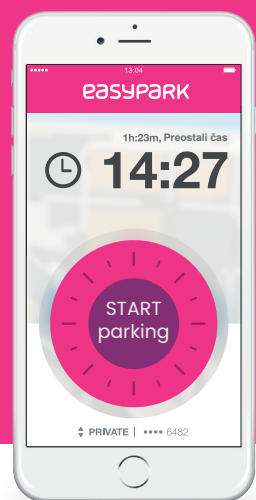 13:04
easypark
1h:23m, Preostali čas
14:27
START
parking
PRIVATE | •••• 6482